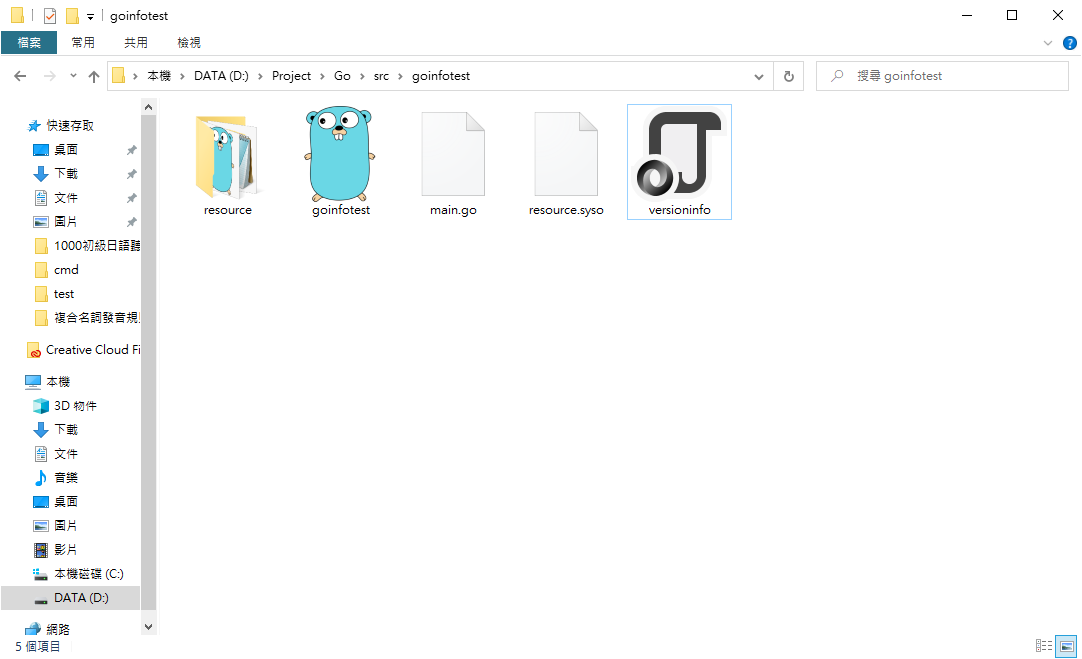 goinfotest
檔案 常用 共用 檢視
本機 DATA (D:) Project Go src goinfotest 搜尋 goinfotest
快速存取
桌面
下載
文件
圖片
1000初級日語聽
cmd
test
複合名詞發音規
Creative Cloud Fi
本機
3D 物件
下載
文件
音樂
桌面
圖片
影片
本機磁碟 (C:)
DATA (D:)
網路
resource goinfotest main.go resource.syso versioninfo
5 個項目